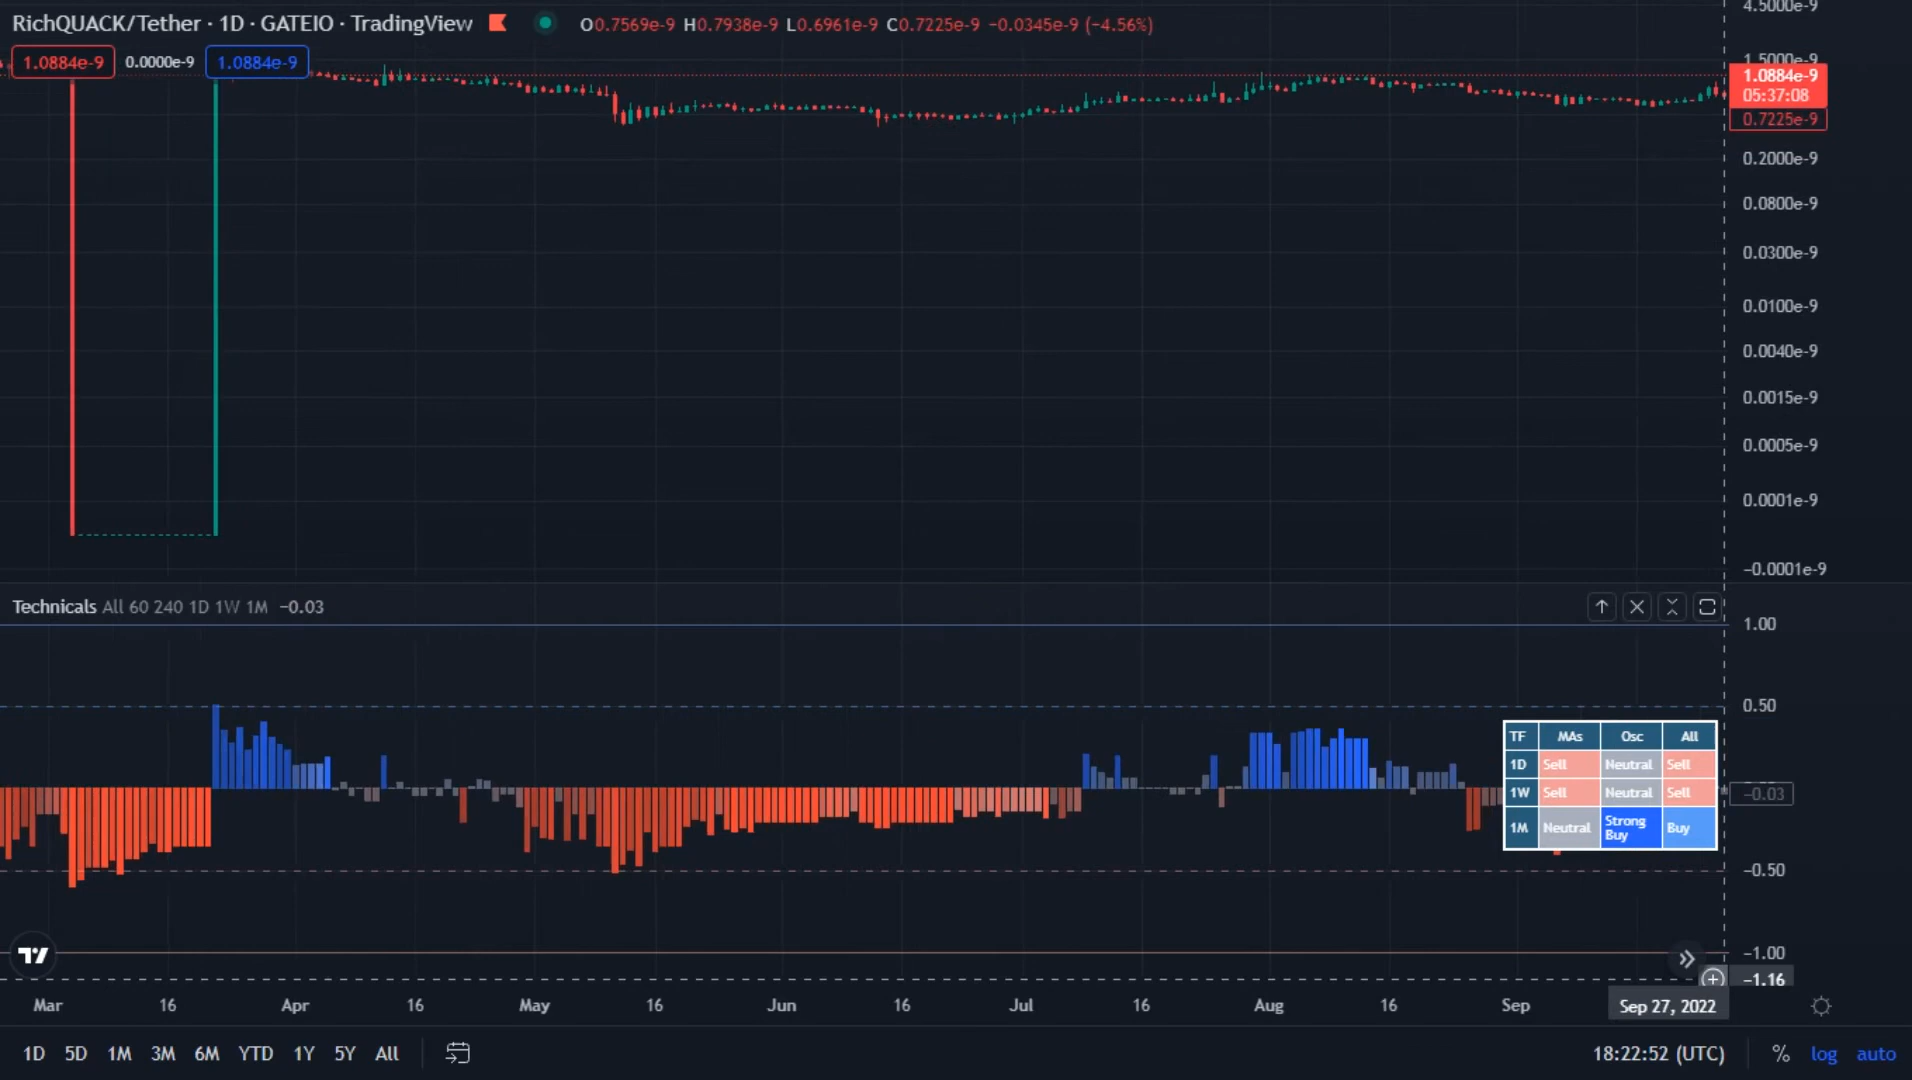 RichQUACK/Tether · 1D · GATEIO · TradingView O0.7569e-9 H0.7938e-9 L0.6961e-9 C0.7225e-9 −0.0345e-9 (−4.56%)
1.0884e-9 0.0000e-9 1.0884e-9
4.5000e-9
1.5000e-9
1.0884e-9
05:37:08
0.7225e-9
0.2000e-9
0.0800e-9
0.0300e-9
0.0100e-9
0.0040e-9
0.0015e-9
0.0005e-9
0.0001e-9
−0.0001e-9
Technicals All 60 240 1D 1W 1M −0.03
1.00
0.50
TF MAs Osc All
1D Sell Neutral Sell
1W Sell Neutral Sell
1M Neutral Strong Buy Buy
−0.03
−0.50
−1.00
−1.16
Mar 16 Apr 16 May 16 Jun 16 Jul 16 Aug 16 Sep Sep 27, 2022
1D 5D 1M 3M 6M YTD 1Y 5Y All 18:22:52 (UTC) % log auto